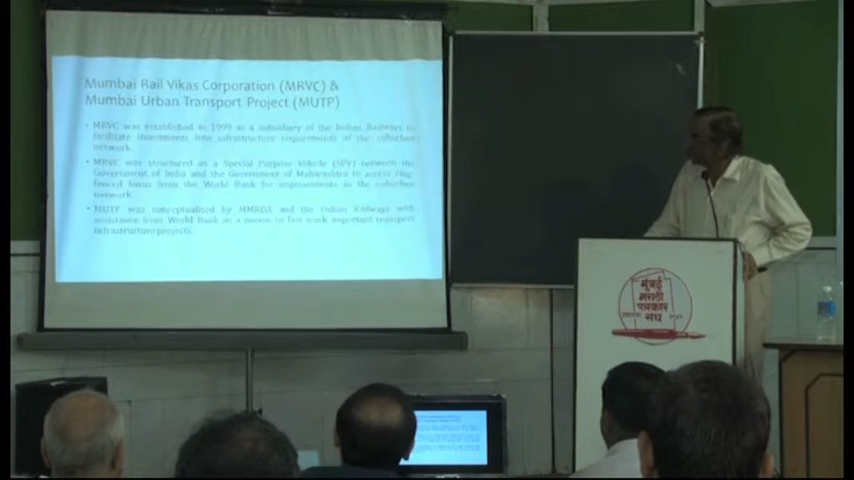 Mumbai Rail Vikas Corporation (MRVC) &
Mumbai Urban Transport Project (MUTP)
• MRVC was established in 1999 as a subsidiary of the Indian Railways to
facilitate investments into infrastructure requirements of the suburban
network.
• MRVC was structured as a Special Purpose Vehicle (SPV) between the
Government of India and the Government of Maharashtra to access ring-
fenced loans from the World Bank for improvements in the suburban
network.
• MUTP was conceptualised by MMRDA and the Indian Railways with
assistance from World Bank as a means to fast track important transport
infrastructure projects.
मुंबई
मराठी
पत्रकार
संघ